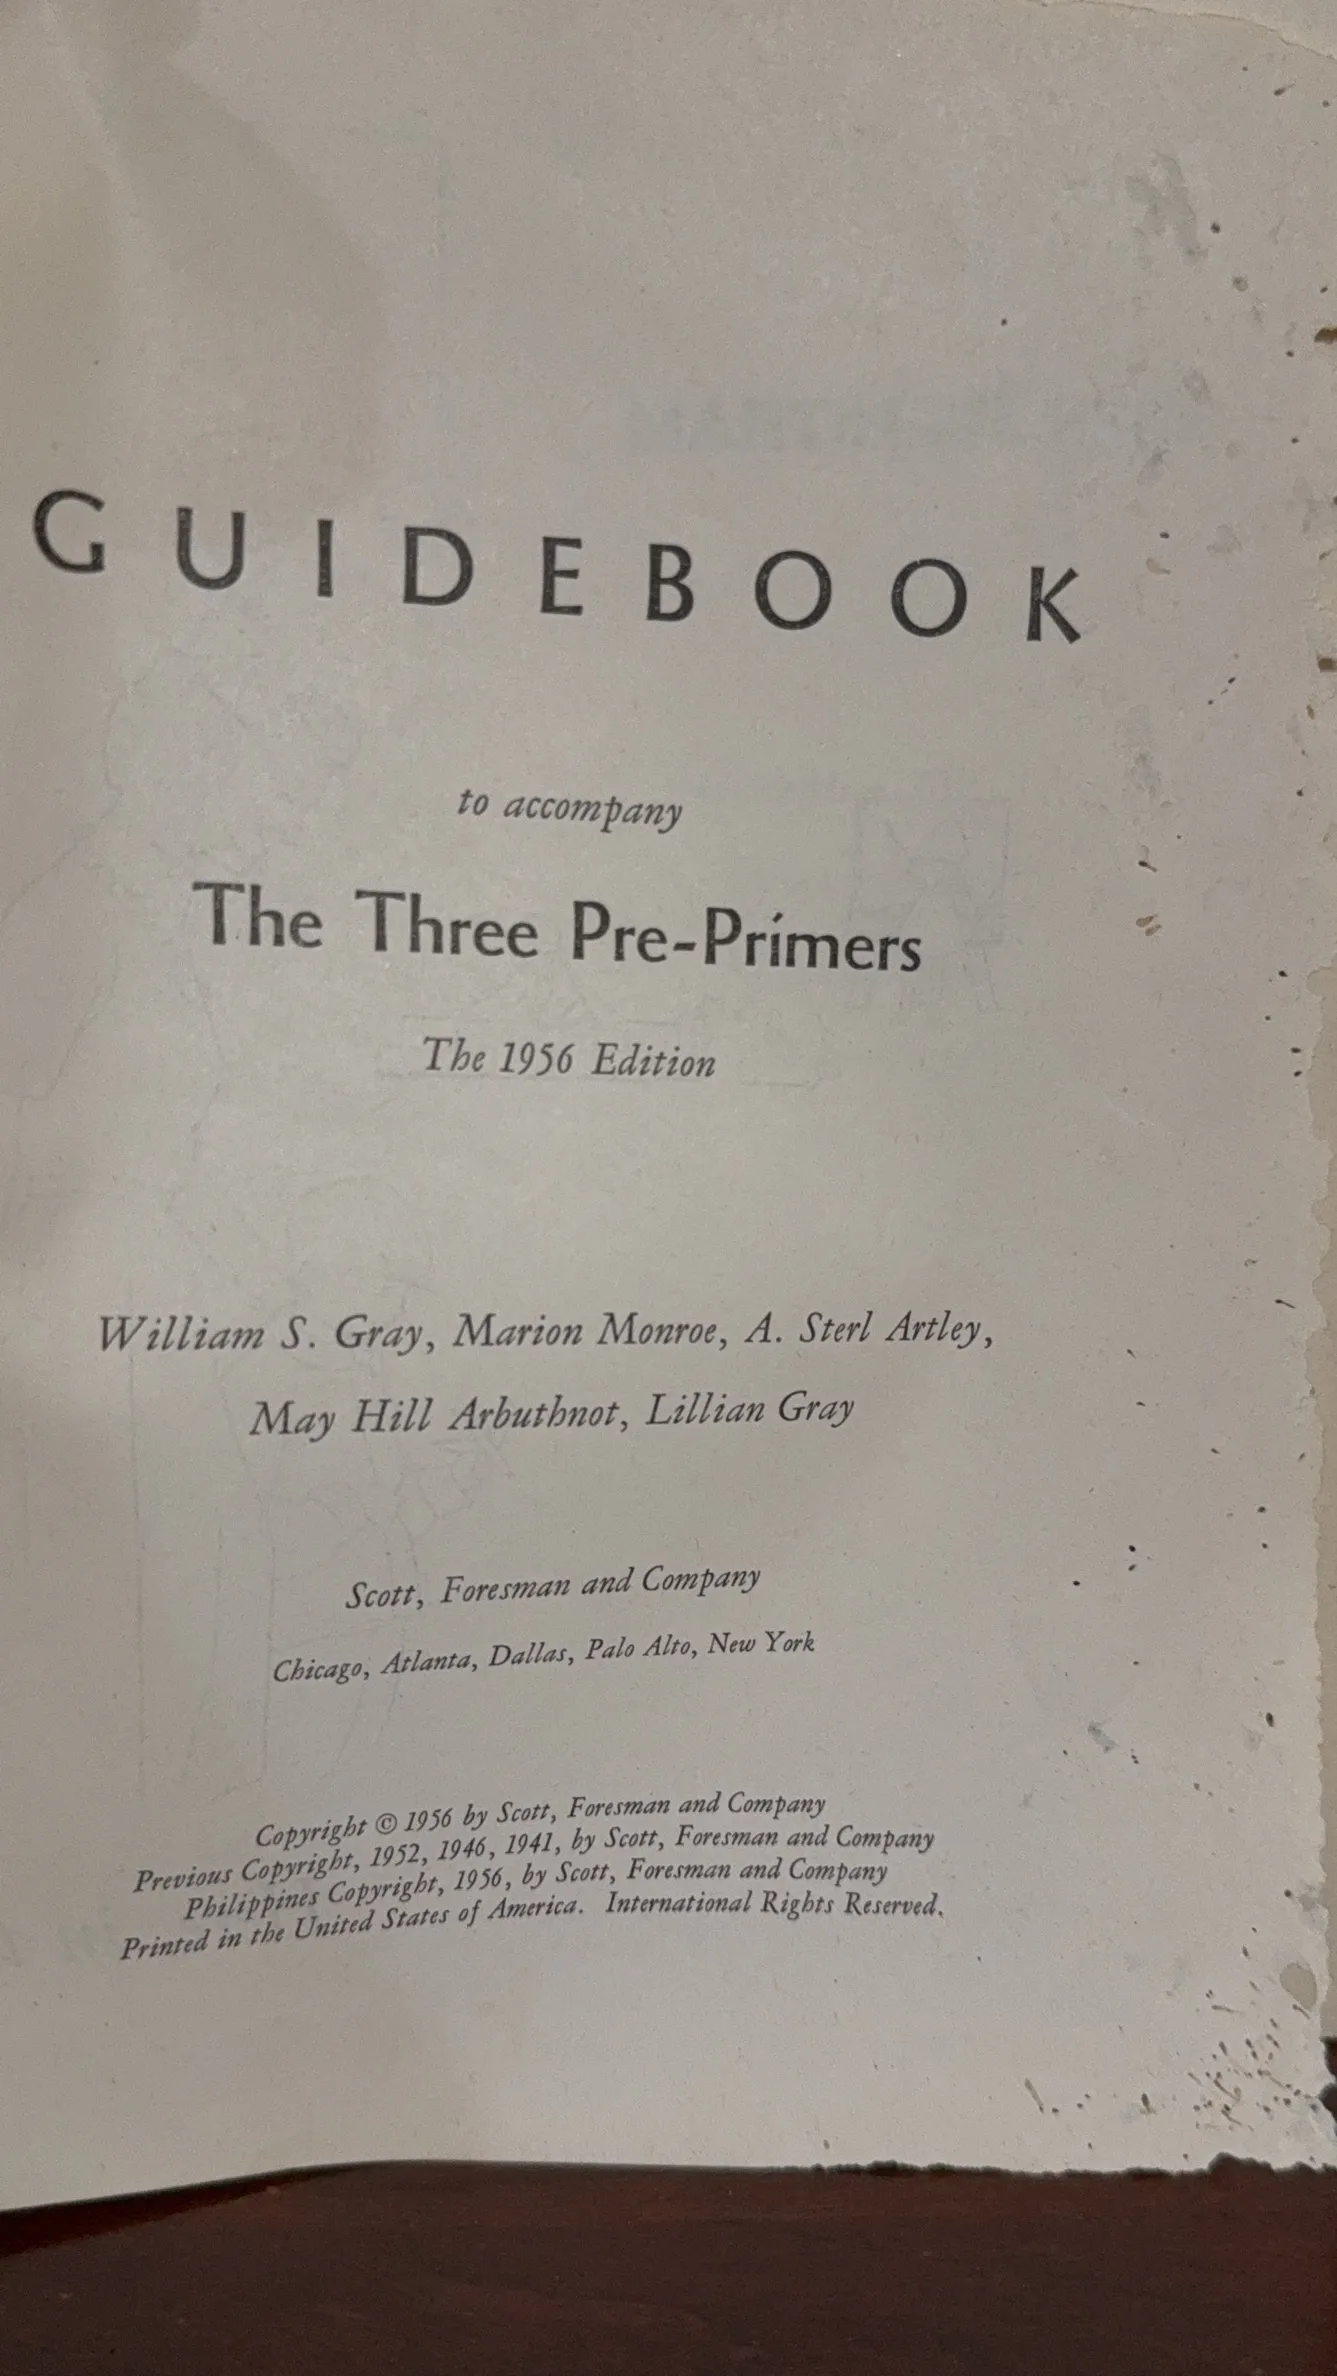 GUIDEBOOK
to accompany
The Three Pre-Primers
The 1956 Edition
William S. Gray, Marion Monroe, A. Sterl Artley,
May Hill Arbuthnot, Lillian Gray
Scott, Foresman and Company
Chicago, Atlanta, Dallas, Palo Alto, New York
Copyright © 1956 by Scott, Foresman and Company
Previous Copyright, 1952, 1946, 1941, by Scott, Foresman and Company
Philippines Copyright, 1956, by Scott, Foresman and Company
Printed in the United States of America. International Rights Reserved.